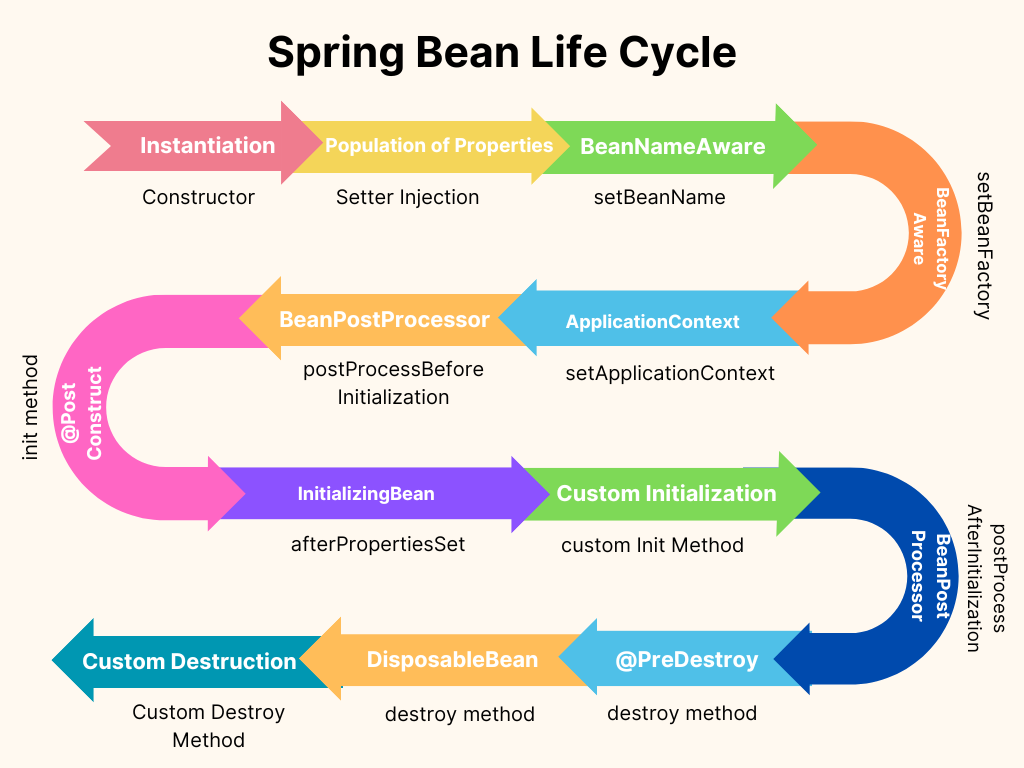 Spring Bean Life Cycle
Instantiation
Constructor
Population of Properties
Setter Injection
BeanNameAware
setBeanName
BeanFactory
Aware
setBeanFactory
ApplicationContext
setApplicationContext
BeanPostProcessor
postProcessBefore
Initialization
@Post
Construct
init method
InitializingBean
afterPropertiesSet
Custom Initialization
custom Init Method
BeanPost
Processor
postProcess
AfterInitialization
@PreDestroy
destroy method
DisposableBean
destroy method
Custom Destruction
Custom Destroy
Method